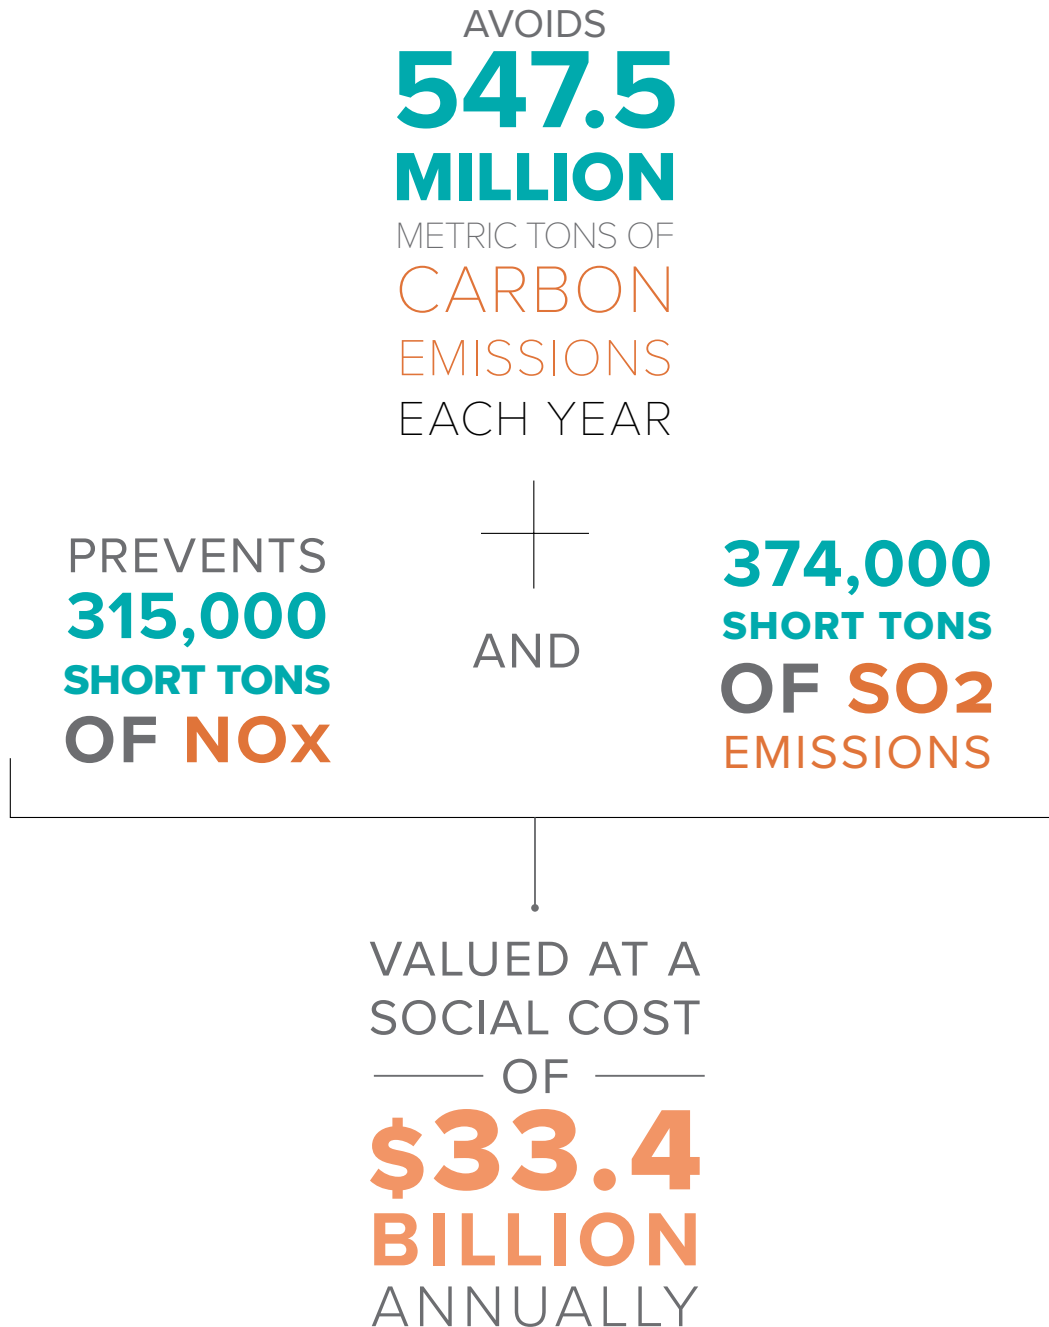 AVOIDS
547.5
MILLION
METRIC TONS OF
CARBON
EMISSIONS
EACH YEAR
PREVENTS
315,000
SHORT TONS
OF NOx
AND
374,000
SHORT TONS
OF SO2
EMISSIONS
VALUED AT A
SOCIAL COST
OF
$33.4
BILLION
ANNUALLY